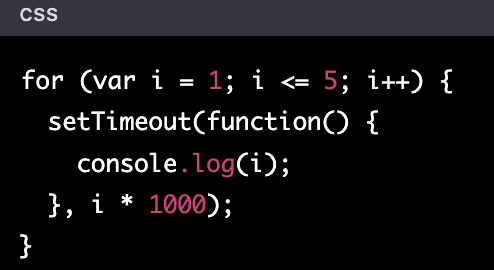 CSS
for (var i = 1; i <= 5; i++) {
  setTimeout(function() {
    console.log(i);
  }, i * 1000);
}